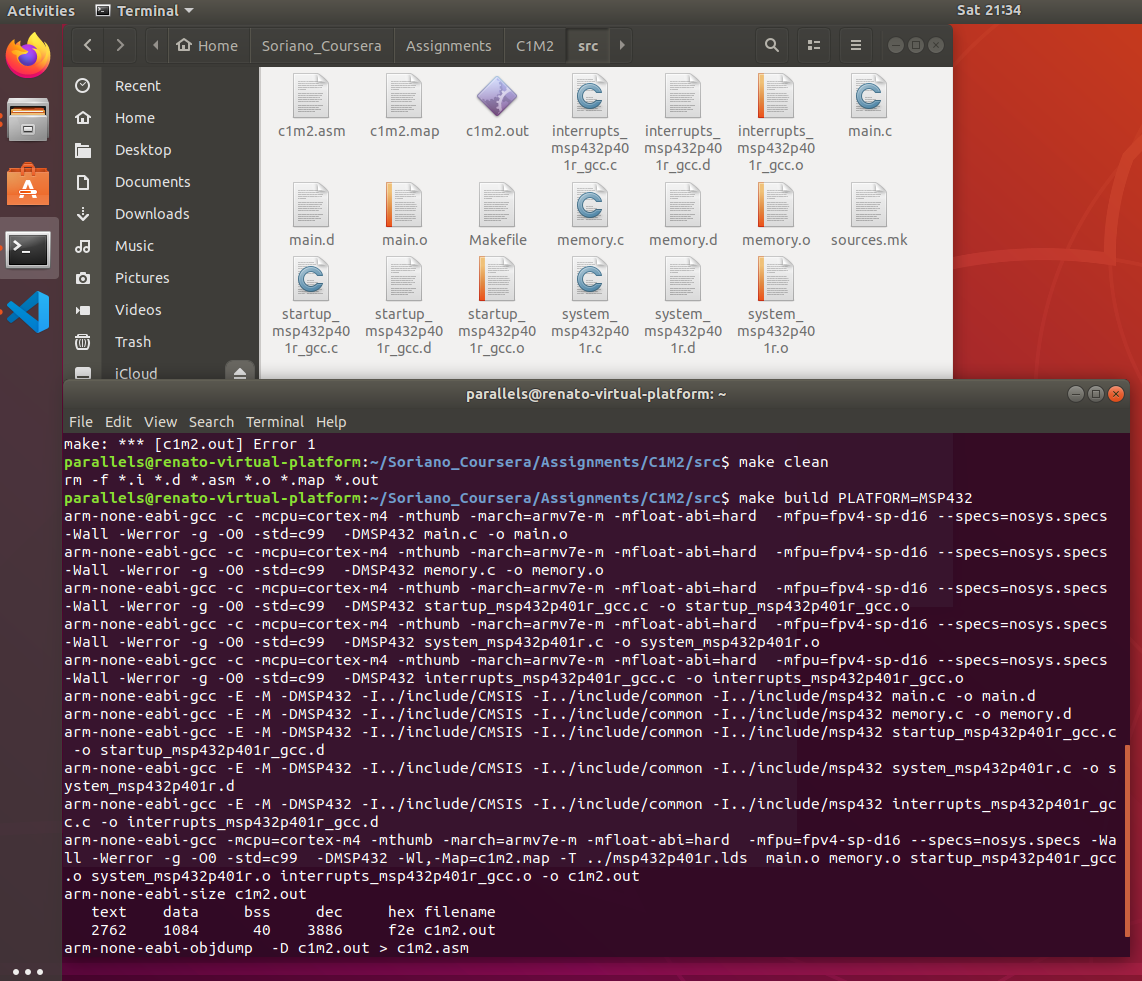 Activities Terminal Sat 21:34
Home Soriano_Coursera Assignments C1M2 src
Recent
Home
Desktop
Documents
Downloads
Music
Pictures
Videos
Trash
iCloud
c1m2.asm c1m2.map c1m2.out interrupts_msp432p401r_gcc.c interrupts_msp432p401r_gcc.d interrupts_msp432p401r_gcc.o main.c
main.d main.o Makefile memory.c memory.d memory.o sources.mk
startup_msp432p401r_gcc.c startup_msp432p401r_gcc.d startup_msp432p401r_gcc.o system_msp432p401r.c system_msp432p401r.d system_msp432p401r.o
parallels@renato-virtual-platform: ~
File Edit View Search Terminal Help
make: *** [c1m2.out] Error 1
parallels@renato-virtual-platform:~/Soriano_Coursera/Assignments/C1M2/src$ make clean
rm -f *.i *.d *.asm *.o *.map *.out
parallels@renato-virtual-platform:~/Soriano_Coursera/Assignments/C1M2/src$ make build PLATFORM=MSP432
arm-none-eabi-gcc -c -mcpu=cortex-m4 -mthumb -march=armv7e-m -mfloat-abi=hard  -mfpu=fpv4-sp-d16 --specs=nosys.specs
-Wall -Werror -g -O0 -std=c99  -DMSP432 main.c -o main.o
arm-none-eabi-gcc -c -mcpu=cortex-m4 -mthumb -march=armv7e-m -mfloat-abi=hard  -mfpu=fpv4-sp-d16 --specs=nosys.specs
-Wall -Werror -g -O0 -std=c99  -DMSP432 memory.c -o memory.o
arm-none-eabi-gcc -c -mcpu=cortex-m4 -mthumb -march=armv7e-m -mfloat-abi=hard  -mfpu=fpv4-sp-d16 --specs=nosys.specs
-Wall -Werror -g -O0 -std=c99  -DMSP432 startup_msp432p401r_gcc.c -o startup_msp432p401r_gcc.o
arm-none-eabi-gcc -c -mcpu=cortex-m4 -mthumb -march=armv7e-m -mfloat-abi=hard  -mfpu=fpv4-sp-d16 --specs=nosys.specs
-Wall -Werror -g -O0 -std=c99  -DMSP432 system_msp432p401r.c -o system_msp432p401r.o
arm-none-eabi-gcc -c -mcpu=cortex-m4 -mthumb -march=armv7e-m -mfloat-abi=hard  -mfpu=fpv4-sp-d16 --specs=nosys.specs
-Wall -Werror -g -O0 -std=c99  -DMSP432 interrupts_msp432p401r_gcc.c -o interrupts_msp432p401r_gcc.o
arm-none-eabi-gcc -E -M -DMSP432 -I../include/CMSIS -I../include/common -I../include/msp432 main.c -o main.d
arm-none-eabi-gcc -E -M -DMSP432 -I../include/CMSIS -I../include/common -I../include/msp432 memory.c -o memory.d
arm-none-eabi-gcc -E -M -DMSP432 -I../include/CMSIS -I../include/common -I../include/msp432 startup_msp432p401r_gcc.c
-o startup_msp432p401r_gcc.d
arm-none-eabi-gcc -E -M -DMSP432 -I../include/CMSIS -I../include/common -I../include/msp432 system_msp432p401r.c -o s
ystem_msp432p401r.d
arm-none-eabi-gcc -E -M -DMSP432 -I../include/CMSIS -I../include/common -I../include/msp432 interrupts_msp432p401r_gc
c.c -o interrupts_msp432p401r_gcc.d
arm-none-eabi-gcc -mcpu=cortex-m4 -mthumb -march=armv7e-m -mfloat-abi=hard  -mfpu=fpv4-sp-d16 --specs=nosys.specs -Wa
ll -Werror -g -O0 -std=c99  -DMSP432 -Wl,-Map=c1m2.map -T ../msp432p401r.lds  main.o memory.o startup_msp432p401r_gcc
.o system_msp432p401r.o interrupts_msp432p401r_gcc.o -o c1m2.out
arm-none-eabi-size c1m2.out
text data bss dec hex filename
2762 1084 40 3886 f2e c1m2.out
arm-none-eabi-objdump  -D c1m2.out > c1m2.asm